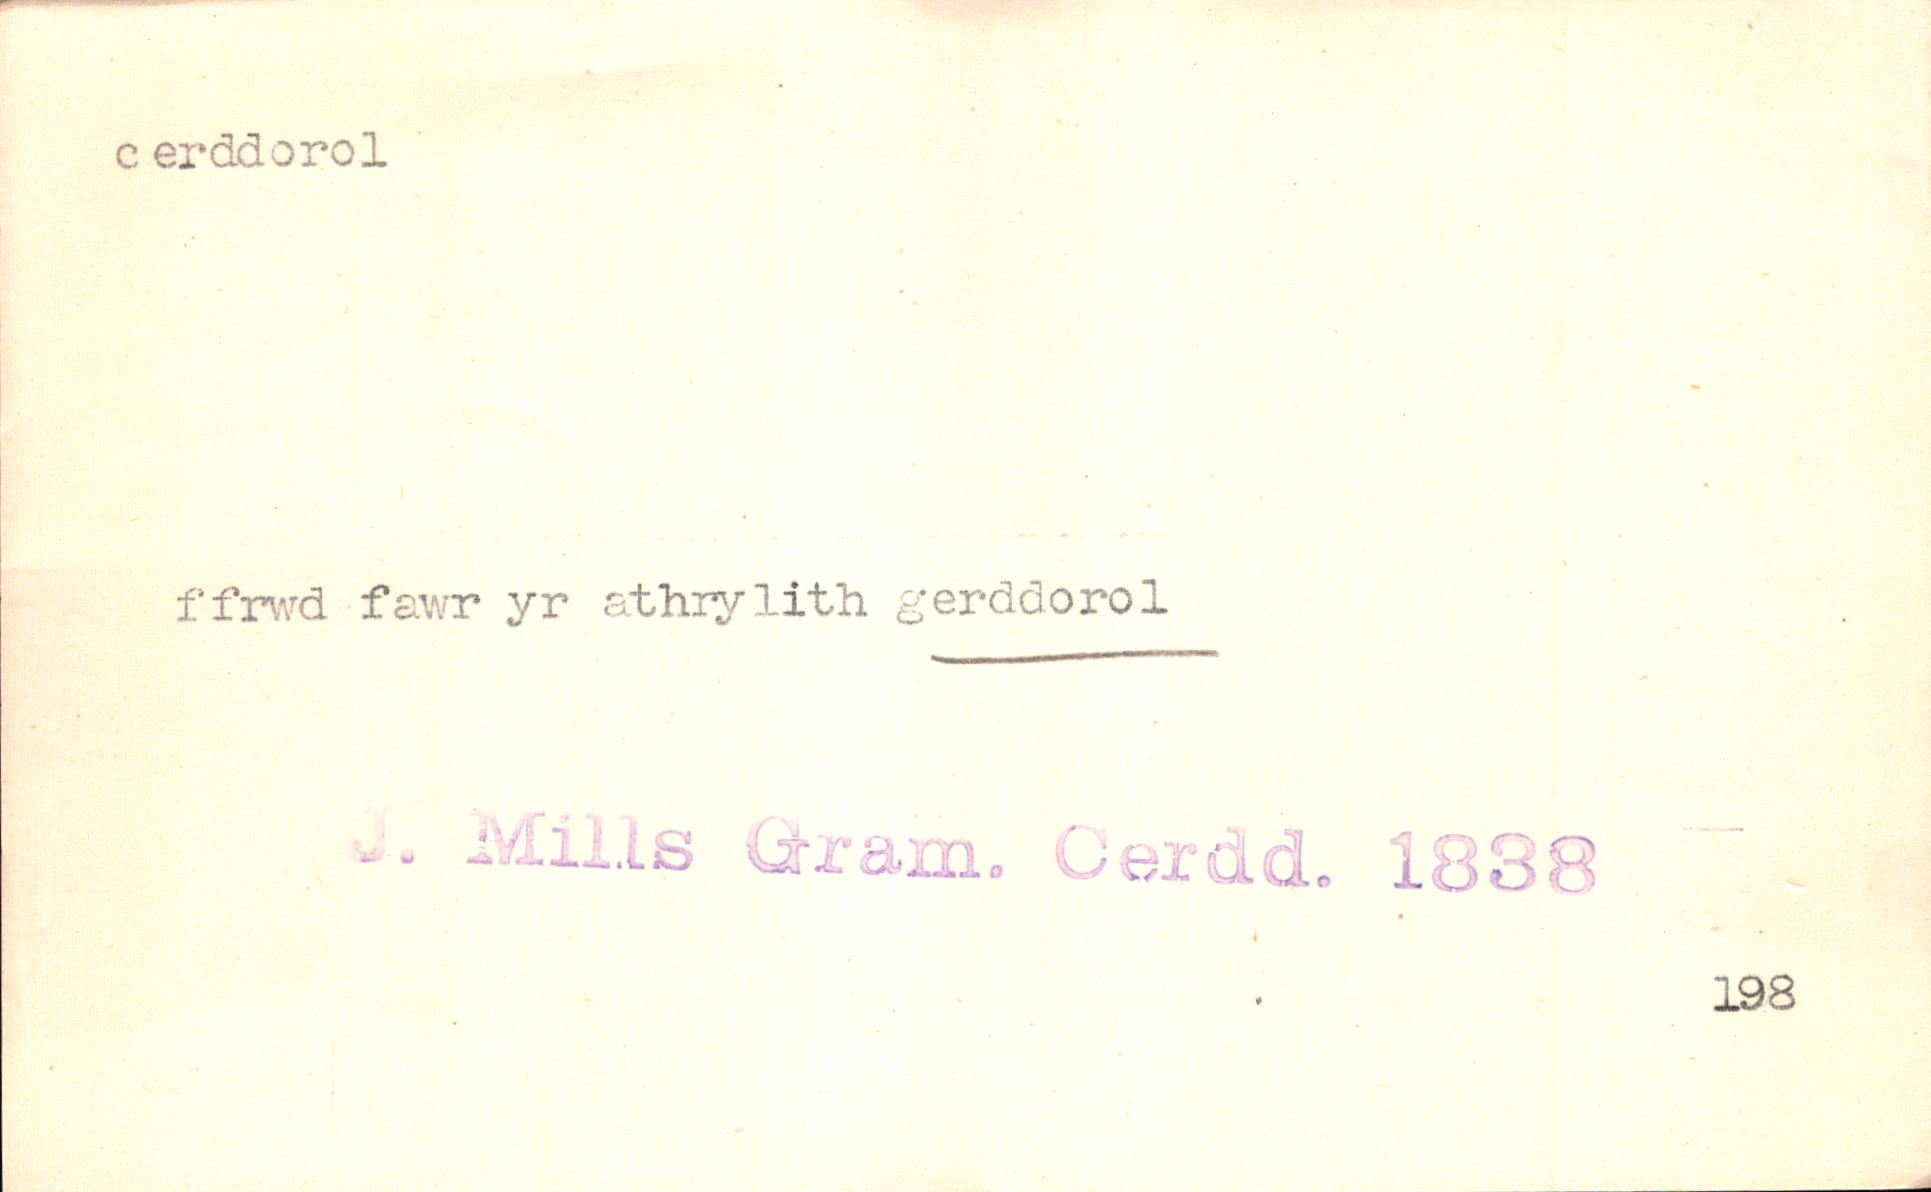 cerddorol
ffrwd fawr yr athrylith gerddorol
J. Mills Gram. Cerdd. 1838
198